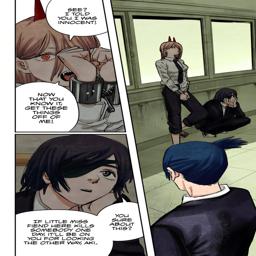 SEE?
I TOLD
YOU I WAS
INNOCENT!
NOW
THAT YOU
KNOW IT,
GET THESE
THINGS
OFF OF
ME!
YOU
SURE
ABOUT
THIS?
IF LITTLE MISS
FIEND HERE KILLS
SOMEBODY ONE
DAY, IT'LL BE ON
YOU FOR LOOKING
THE OTHER WAY, AKI.